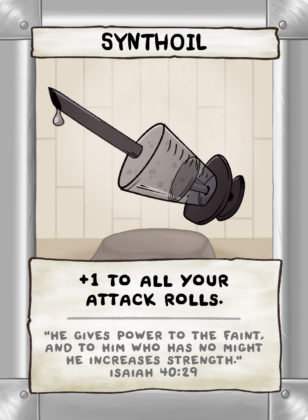 SYNTHOIL
+1 TO ALL YOUR
ATTACK ROLLS.
"HE GIVES POWER TO THE FAINT,
AND TO HIM WHO HAS NO MIGHT
HE INCREASES STRENGTH."
ISAIAH 40:29